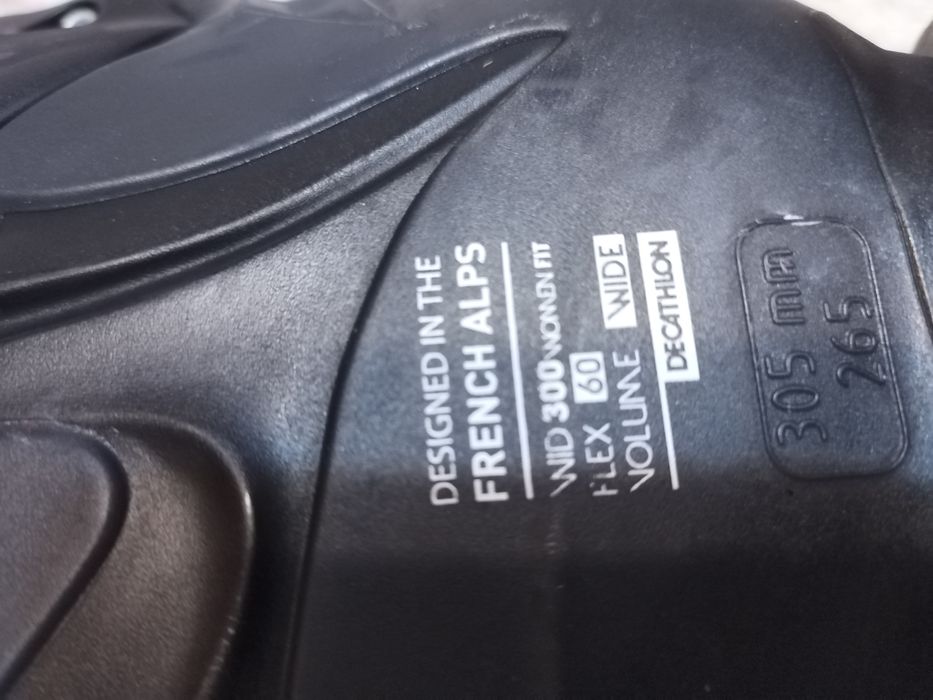 DESIGNED IN THE
FRENCH ALPS
WID 300 WOMEN FIT
FLEX 60
VOLUME WIDE
DECATHLON
305 mm
265